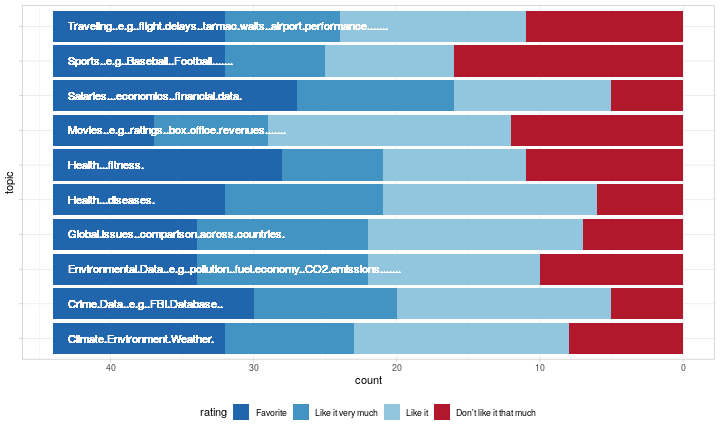 Traveling..e.g..flight.delays..tarmac.waits..airport.performance.......
Sports..e.g..Baseball..Football.......
Salaries...economics..financial.data.
Movies..e.g..ratings..box.office.revenues.......
Health...fitness.
Health...diseases.
Global.Issues..comparison.across.countries.
Environmental.Data..e.g..pollution..fuel.economy..CO2.emissions.......
Crime.Data..e.g..FBI.Database..
Climate.Environment.Weather.
topic
40 30 20 10 0
count
rating Favorite Like it very much Like it Don't like it that much